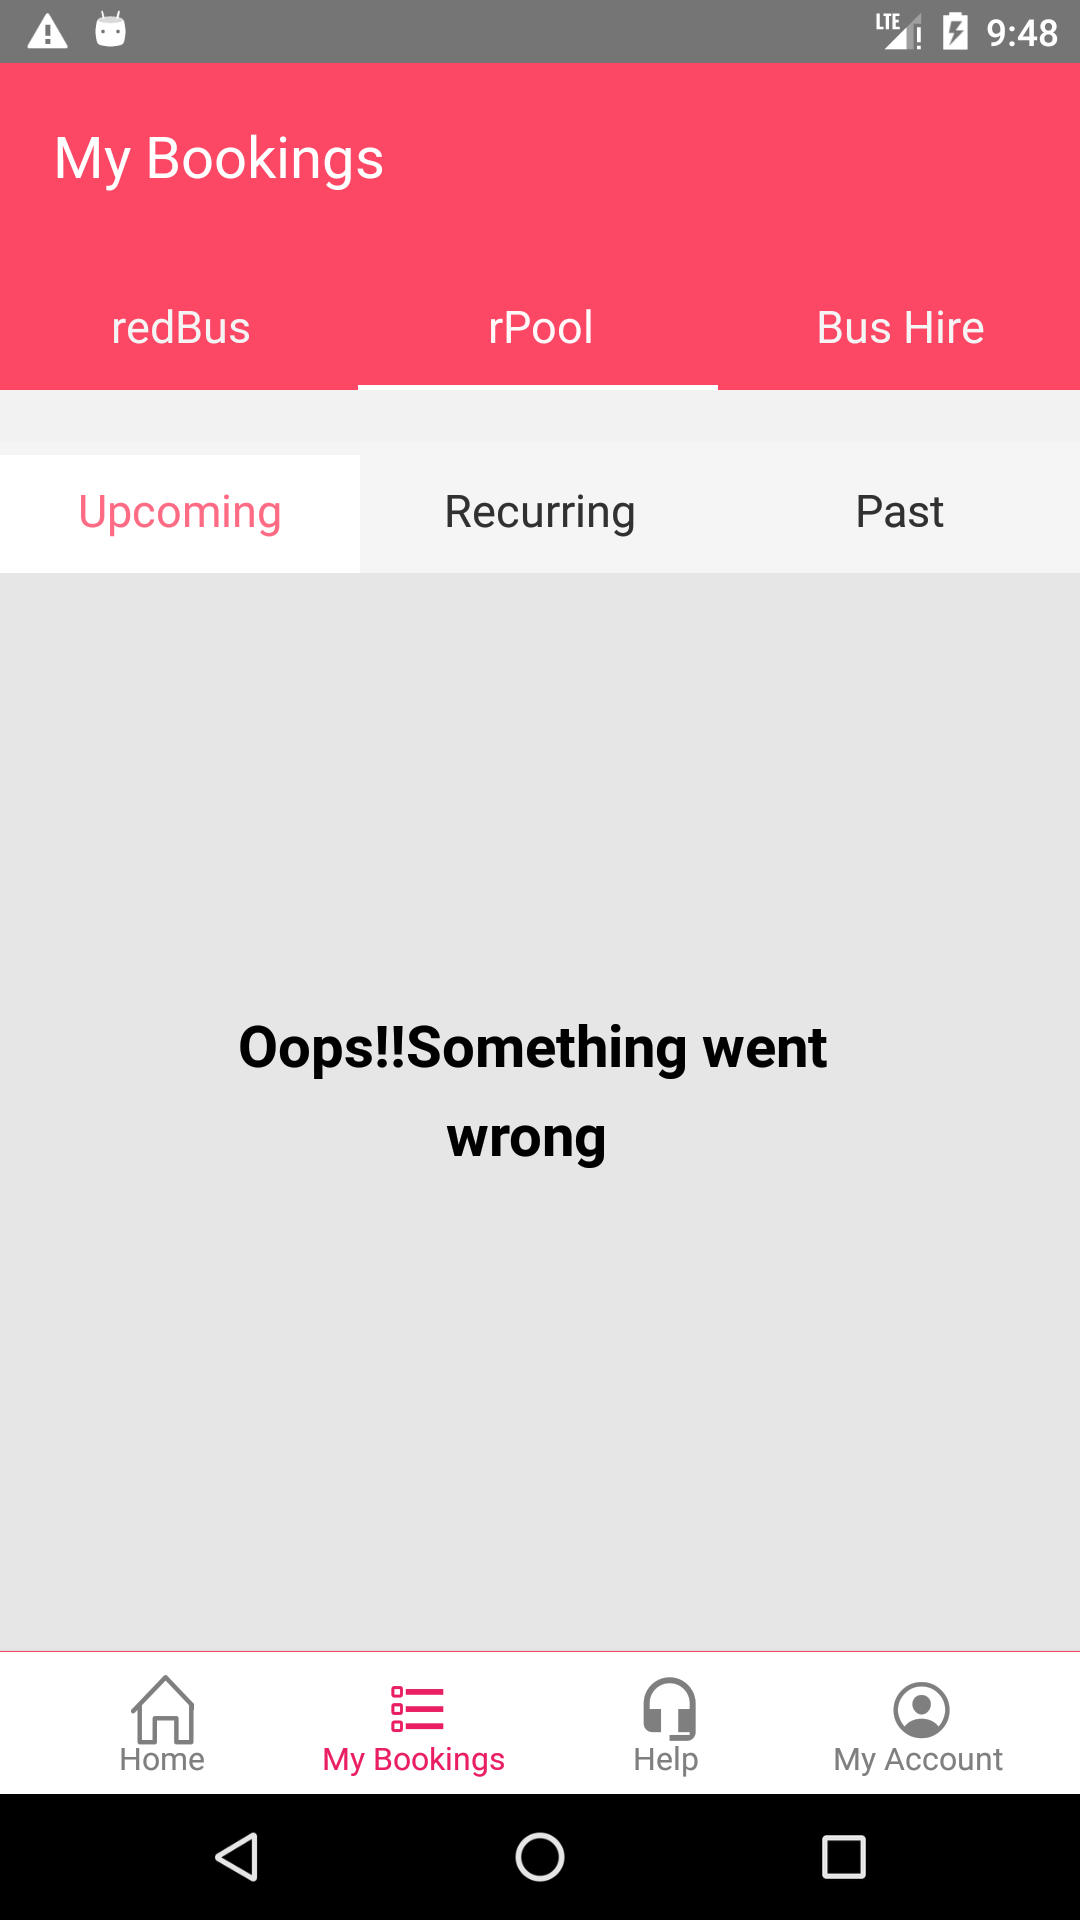 LTE 9:48
My Bookings
redBus rPool Bus Hire
Upcoming Recurring Past
Oops!!Something went
wrong
Home My Bookings Help My Account